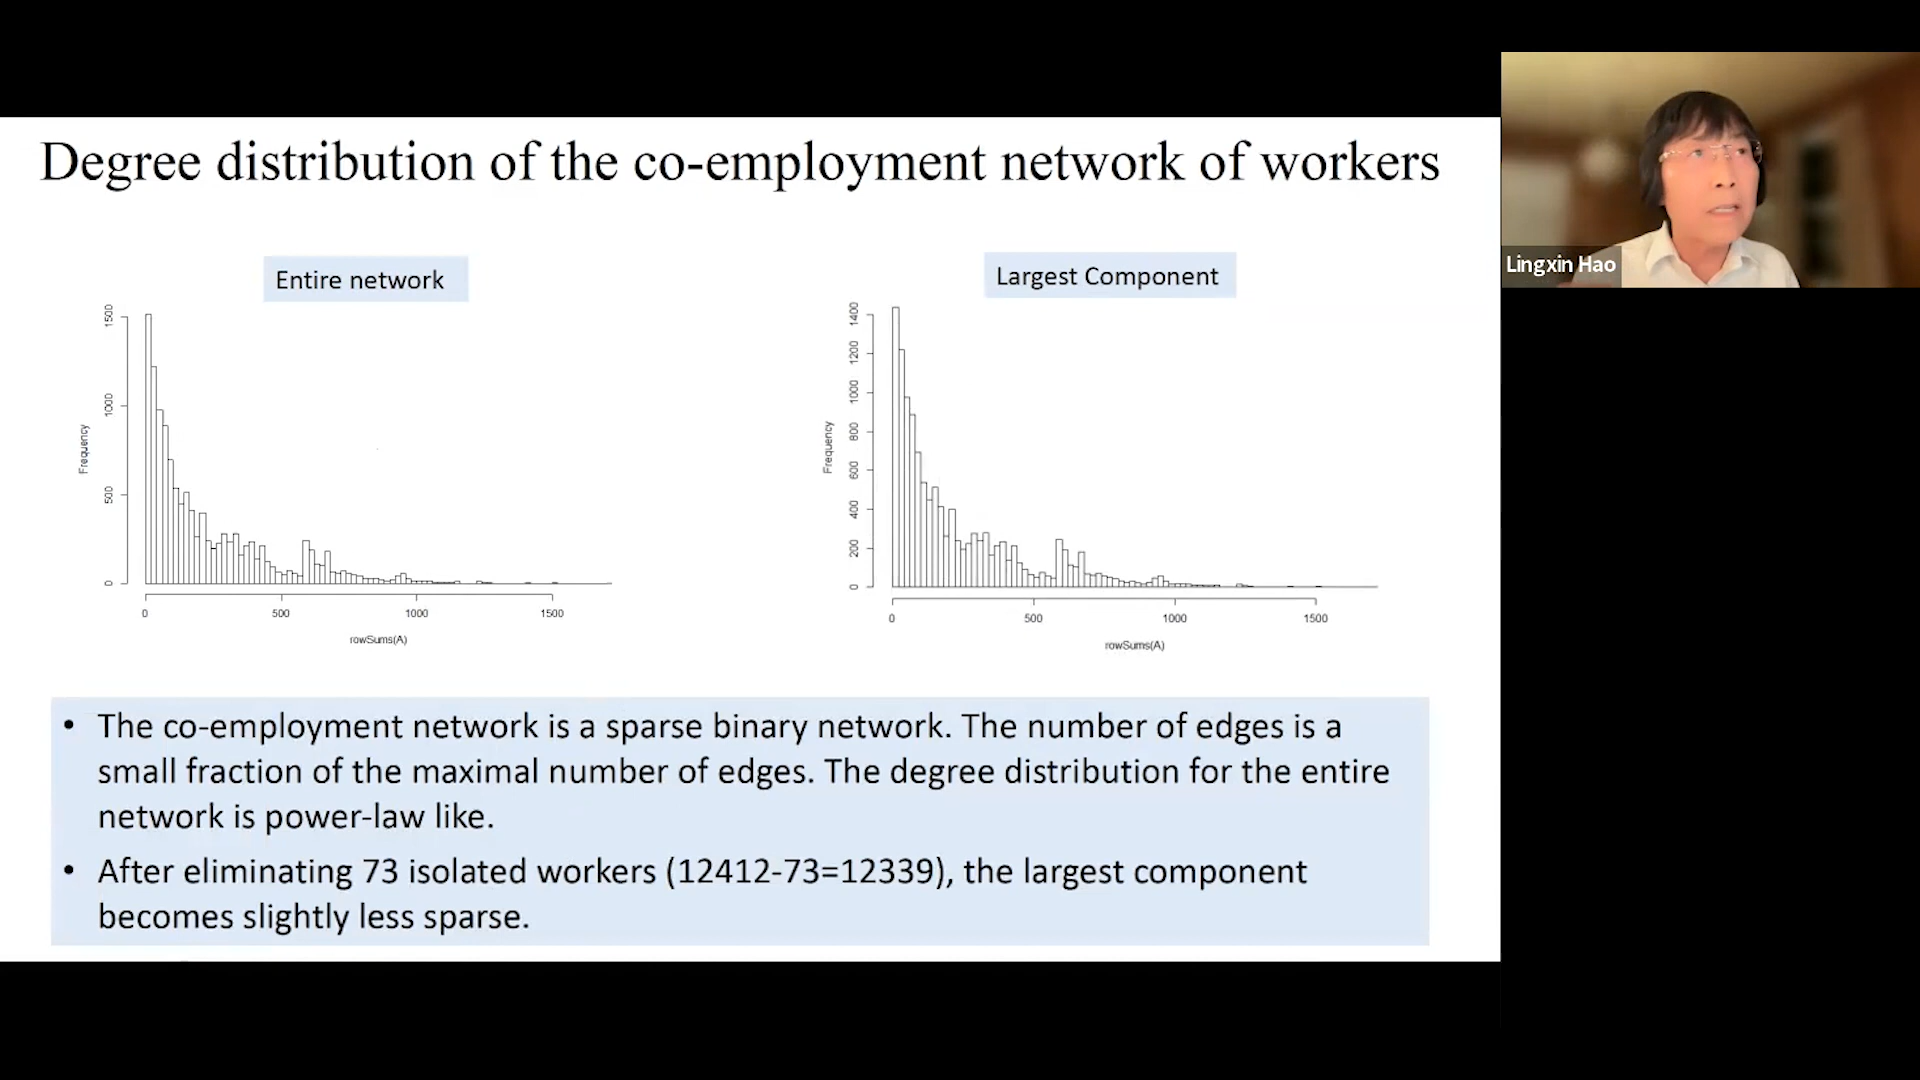 Degree distribution of the co-employment network of workers
Entire network
Frequency
1500
1000
500
0
0 500 1000 1500
rowSums(A)
Largest Component
Frequency
1400
1200
1000
800
600
400
200
0
0 500 1000 1500
rowSums(A)
• The co-employment network is a sparse binary network. The number of edges is a
small fraction of the maximal number of edges. The degree distribution for the entire
network is power-law like.
• After eliminating 73 isolated workers (12412-73=12339), the largest component
becomes slightly less sparse.
Lingxin Hao